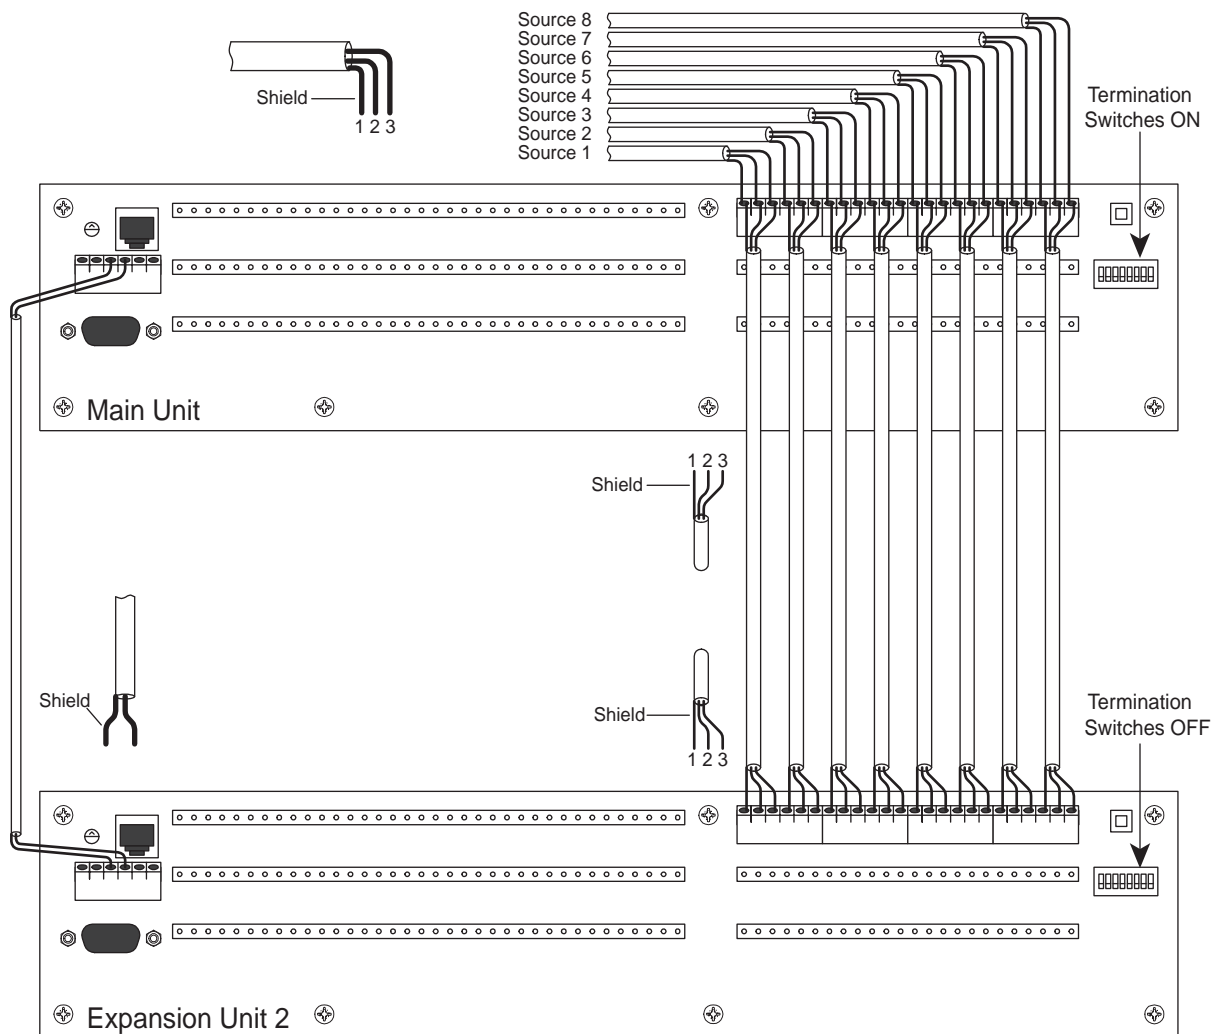 Source 8
Source 7
Source 6
Source 5
Source 4
Source 3
Source 2
Source 1
Shield
1 2 3
Termination
Switches ON
Main Unit
1 2 3
Shield
Shield
Shield
1 2 3
Termination
Switches OFF
Expansion Unit 2